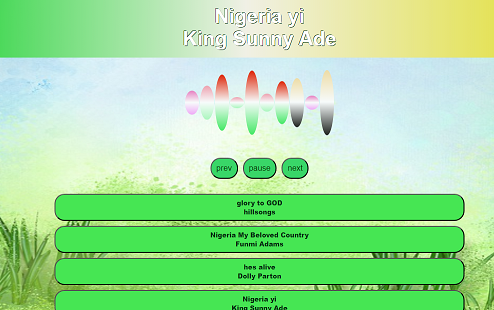 Nigeria yi
King Sunny Ade
prev
pause
next
glory to GOD
hillsongs
Nigeria My Beloved Country
Funmi Adams
hes alive
Dolly Parton
Nigeria yi
King Sunny Ade